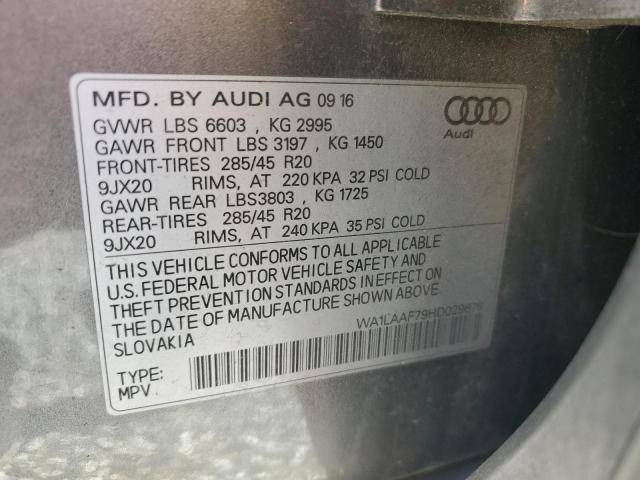 MFD. BY AUDI AG 09 16
Audi
GVWR LBS 6603 , KG 2995
GAWR FRONT LBS 3197 , KG 1450
FRONT-TIRES 285/45 R20
9JX20 RIMS, AT 220 KPA 32 PSI COLD
GAWR REAR LBS3803 , KG 1725
REAR-TIRES 285/45 R20
9JX20 RIMS, AT 240 KPA 35 PSI COLD
THIS VEHICLE CONFORMS TO ALL APPLICABLE
U.S. FEDERAL MOTOR VEHICLE SAFETY AND
THEFT PREVENTION STANDARDS IN EFFECT ON
THE DATE OF MANUFACTURE SHOWN ABOVE.
SLOVAKIA
TYPE:
MPV